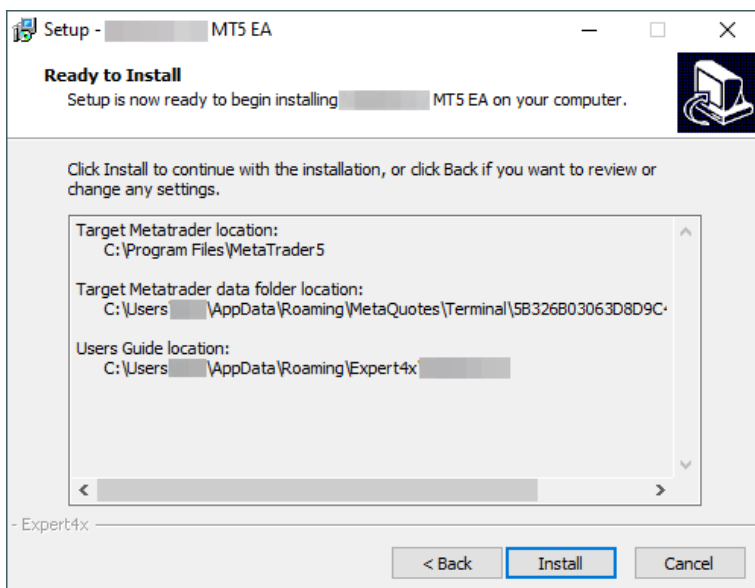 Setup - MT5 EA
Ready to Install
Setup is now ready to begin installing MT5 EA on your computer.
Click Install to continue with the installation, or click Back if you want to review or
change any settings.
Target Metatrader location:
C:\Program Files\MetaTrader5
Target Metatrader data folder location:
C:\Users \AppData\Roaming\MetaQuotes\Terminal\5B326B03063D8D9C
Users Guide location:
C:\Users \AppData\Roaming\Expert4x
Expert4x
< Back Install Cancel